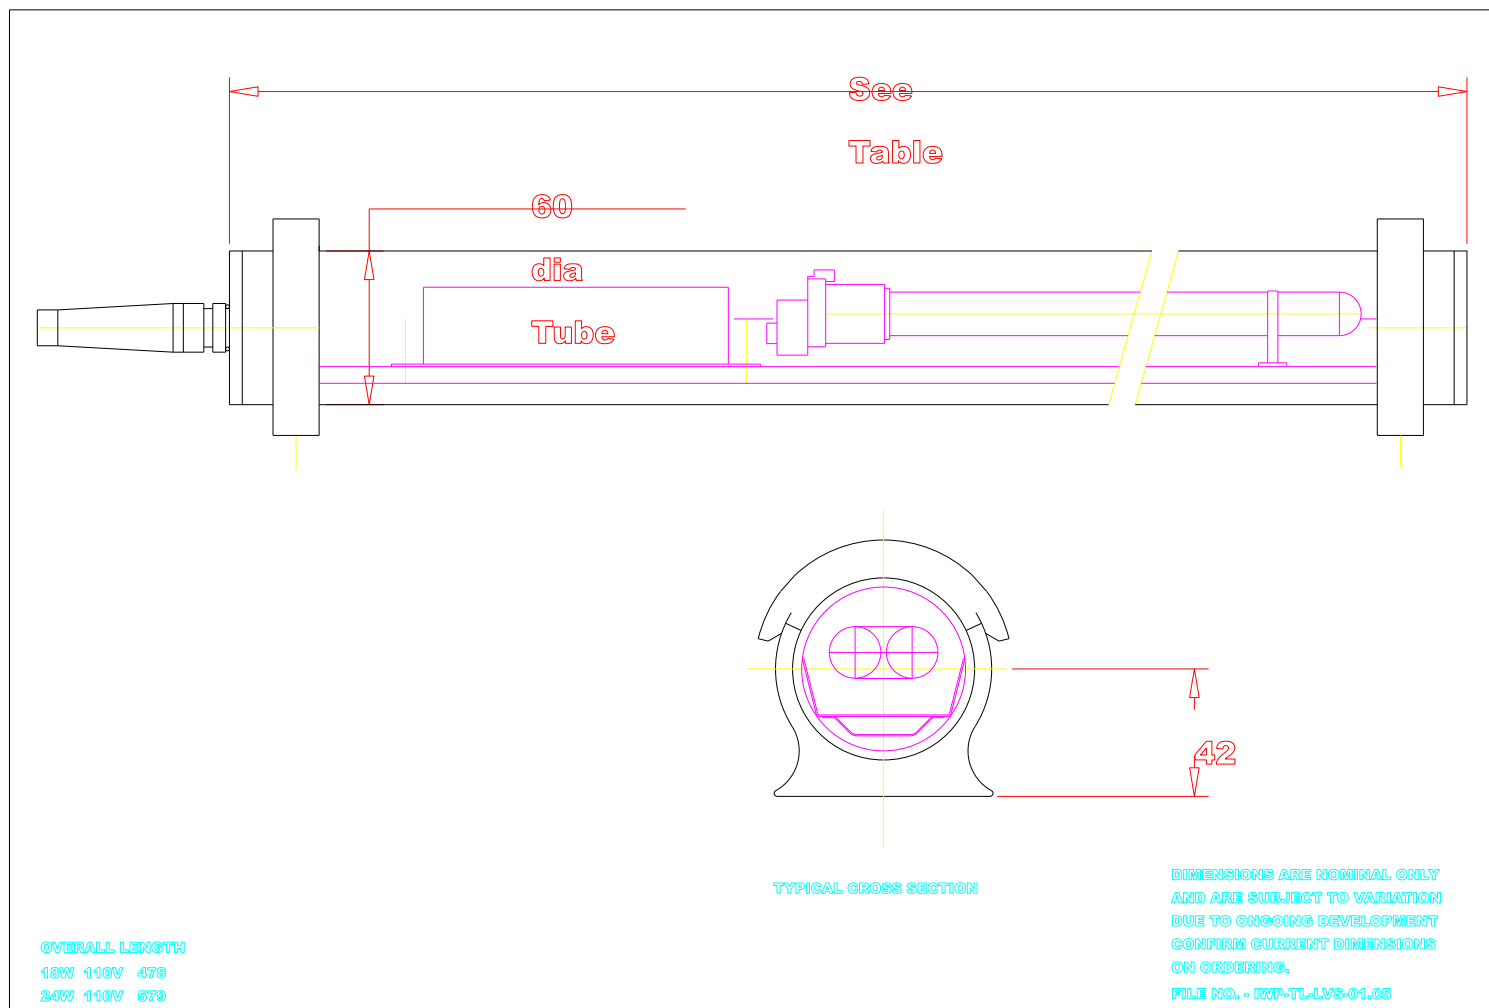 See
Table
60
dia
Tube
42
TYPICAL CROSS SECTION
DIMENSIONS ARE NOMINAL ONLY
AND ARE SUBJECT TO VARIATION
DUE TO ONGOING DEVELOPMENT
CONFIRM CURRENT DIMENSIONS
ON ORDERING.
FILE NO. - IWP-TL-LVS-01.05
OVERALL LENGTH
18W 110V 478
24W 110V 579